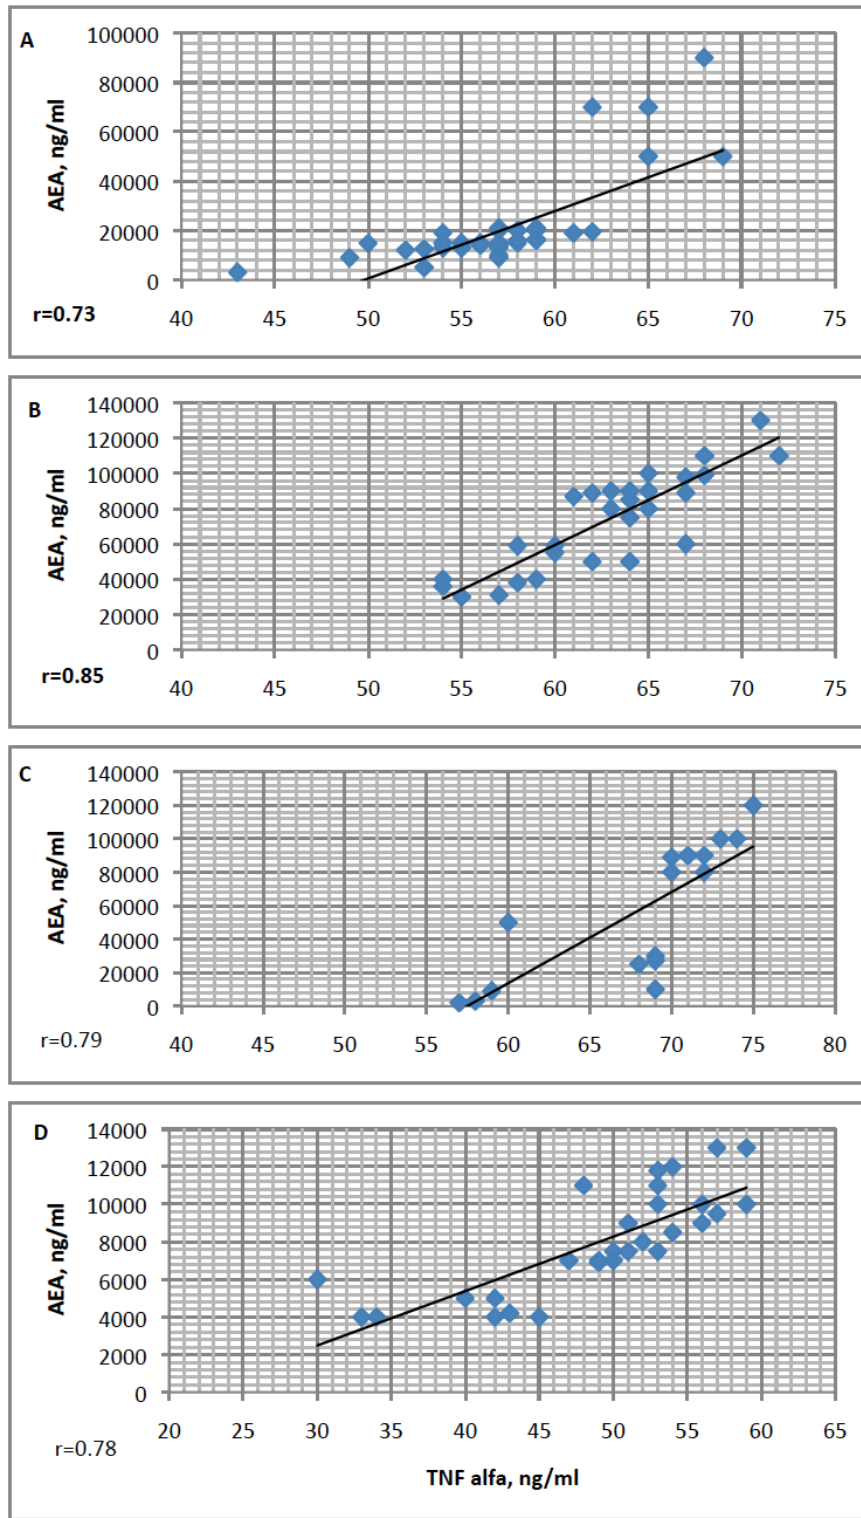 A
AEA, ng/ml
100000
80000
60000
40000
20000
0
40 45 50 55 60 65 70 75
r=0.73
B
AEA, ng/ml
140000
120000
100000
80000
60000
40000
20000
0
40 45 50 55 60 65 70 75
r=0.85
C
AEA, ng/ml
140000
120000
100000
80000
60000
40000
20000
0
40 45 50 55 60 65 70 75 80
r=0.79
D
AEA, ng/ml
14000
12000
10000
8000
6000
4000
2000
0
20 25 30 35 40 45 50 55 60 65
r=0.78
TNF alfa, ng/ml